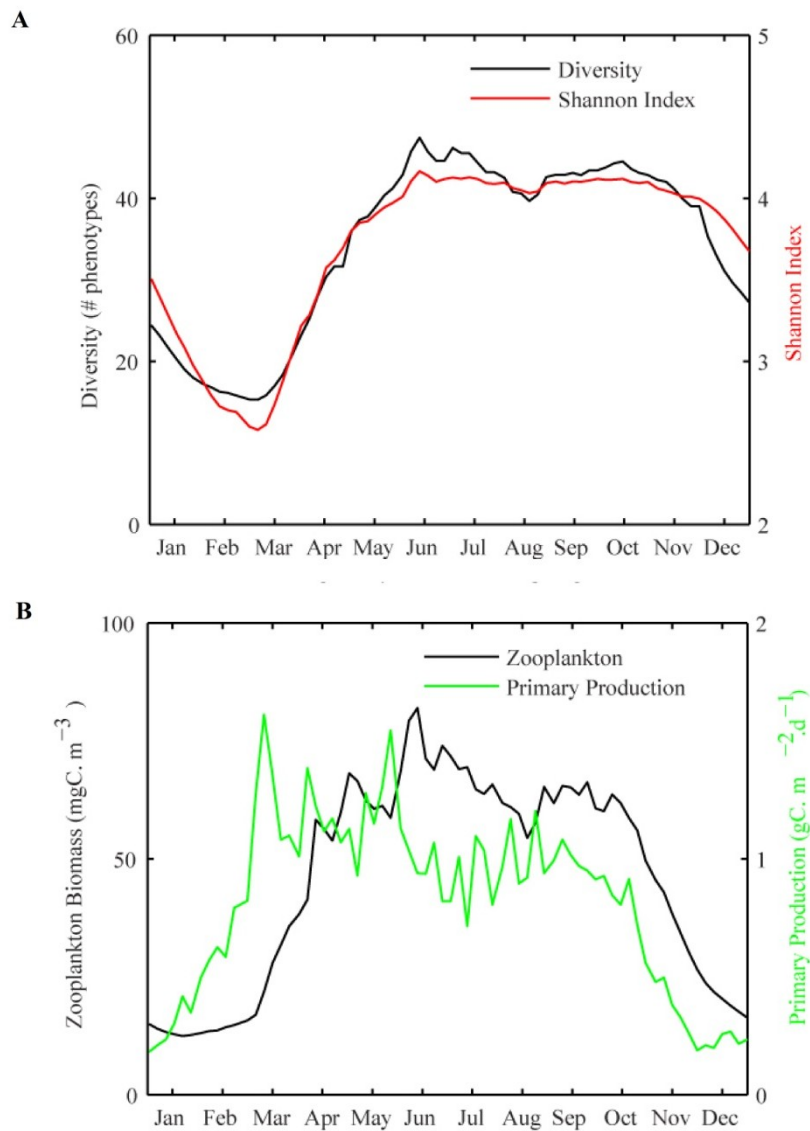 A
60
5
Diversity
Shannon Index
Diversity (# phenotypes)
40
4
Shannon Index
20
3
0
2
Jan Feb Mar Apr May Jun Jul Aug Sep Oct Nov Dec
B
100
2
Zooplankton
Primary Production
Zooplankton Biomass (mgC. m⁻³)
50
1
Primary Production (gC. m⁻².d⁻¹)
0
0
Jan Feb Mar Apr May Jun Jul Aug Sep Oct Nov Dec